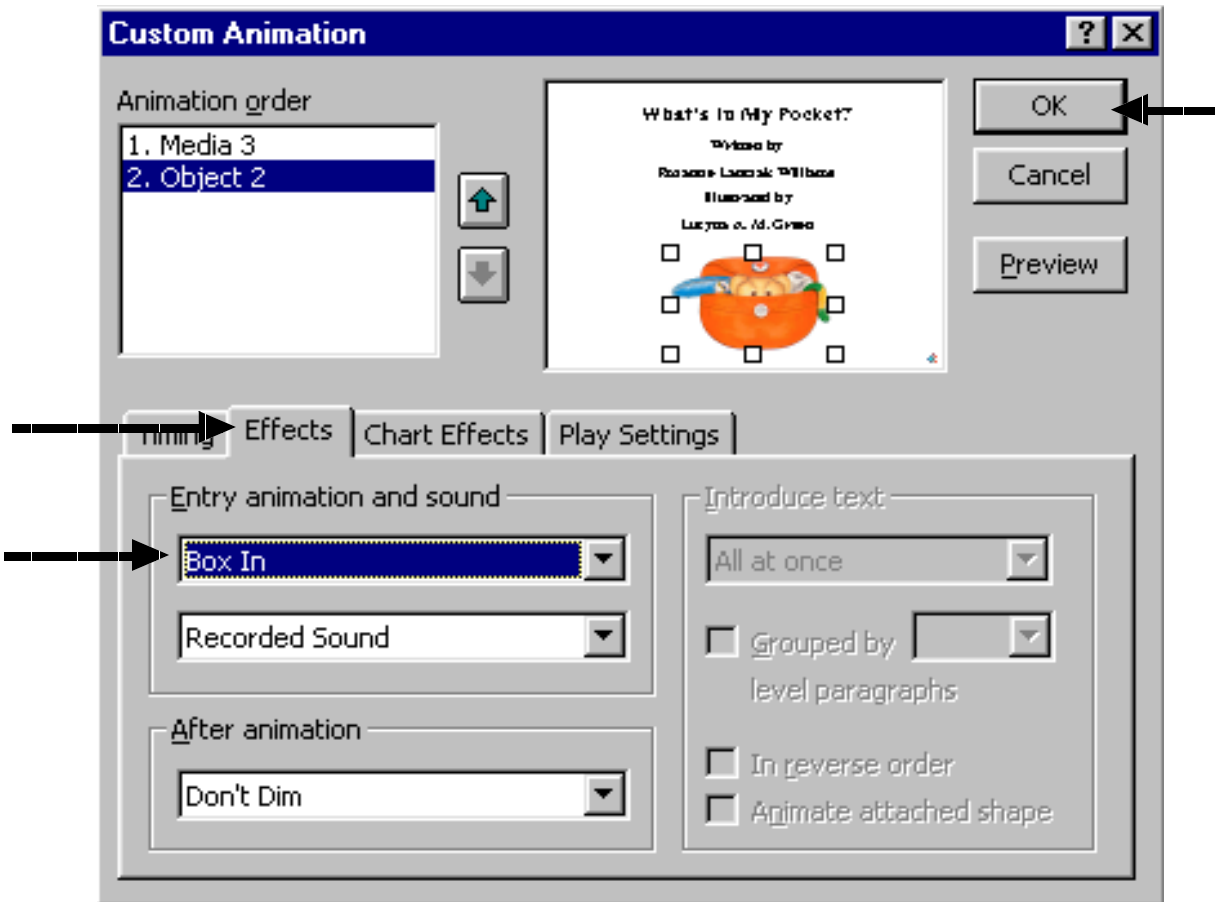 Custom Animation
Animation order
1. Media 3
2. Object 2
What's In My Pocket?
Written by
Illustrated by
OK
Cancel
Preview
Timing
Effects
Chart Effects
Play Settings
Entry animation and sound
Box In
Recorded Sound
After animation
Don't Dim
Introduce text
All at once
Grouped by
level paragraphs
In reverse order
Animate attached shape